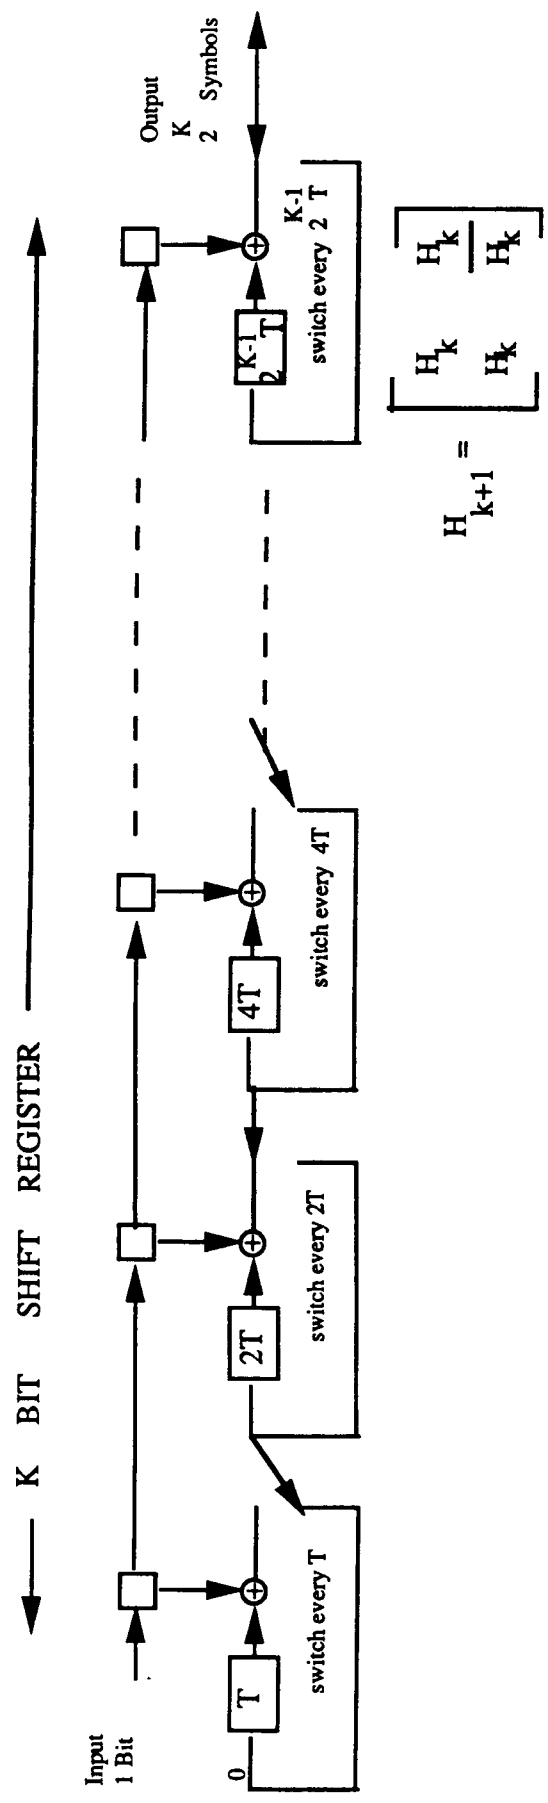 K BIT SHIFT REGISTER
Input
1 Bit
Output
K
2 Symbols
0
T
2T
4T
K-1
2 T
switch every T
switch every 2T
switch every 4T
K-1
switch every 2 T
H k+1 =
H k H k
H k H k